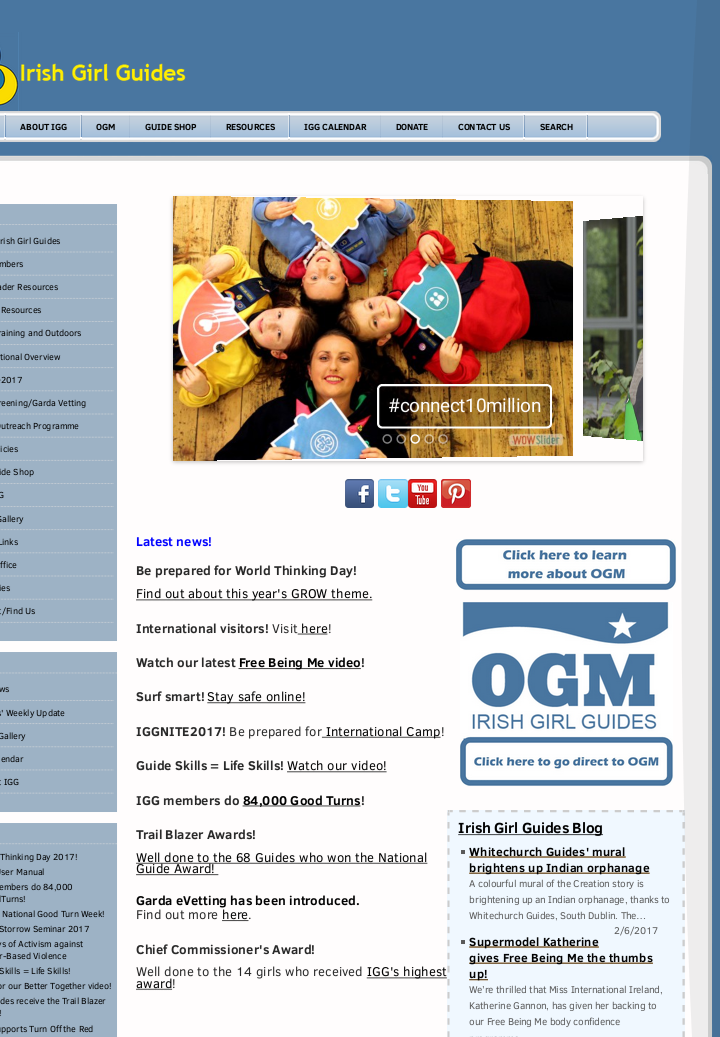 Irish Girl Guides
ABOUT IGG
OGM
GUIDE SHOP
RESOURCES
IGG CALENDAR
DONATE
CONTACT US
SEARCH
rish Girl Guides
mbers
ader Resources
Resources
raining and Outdoors
tional Overview
2017
reening/Garda Vetting
utreach Programme
icies
ide Shop
G
Gallery
Links
ffice
ies
t/Find Us
ws
s' Weekly Update
Gallery
endar
t IGG
Thinking Day 2017!
ser Manual
embers do 84,000
dTurns!
National Good Turn Week!
Storrow Seminar 2017
ys of Activism against
r-Based Violence
Skills = Life Skills!
or our Better Together video!
des receive the Trail Blazer
!
upports Turn Off the Red
#connect10million
WOWSlider
You
Tube
Latest news!
Be prepared for World Thinking Day!
Find out about this year's GROW theme.
International visitors! Visit here!
Watch our latest Free Being Me video!
Surf smart! Stay safe online!
IGGNITE2017! Be prepared for International Camp!
Guide Skills = Life Skills! Watch our video!
IGG members do 84,000 Good Turns!
Trail Blazer Awards!
Well done to the 68 Guides who won the National
Guide Award!
Garda eVetting has been introduced.
Find out more here.
Chief Commissioner's Award!
Well done to the 14 girls who received IGG's highest
award!
Click here to learn
more about OGM
OGM
IRISH GIRL GUIDES
Click here to go direct to OGM
Irish Girl Guides Blog
Whitechurch Guides' mural
brightens up Indian orphanage
A colourful mural of the Creation story is
brightening up an Indian orphanage, thanks to
Whitechurch Guides, South Dublin. The...
2/6/2017
Supermodel Katherine
gives Free Being Me the thumbs
up!
We're thrilled that Miss International Ireland,
Katherine Gannon, has given her backing to
our Free Being Me body confidence